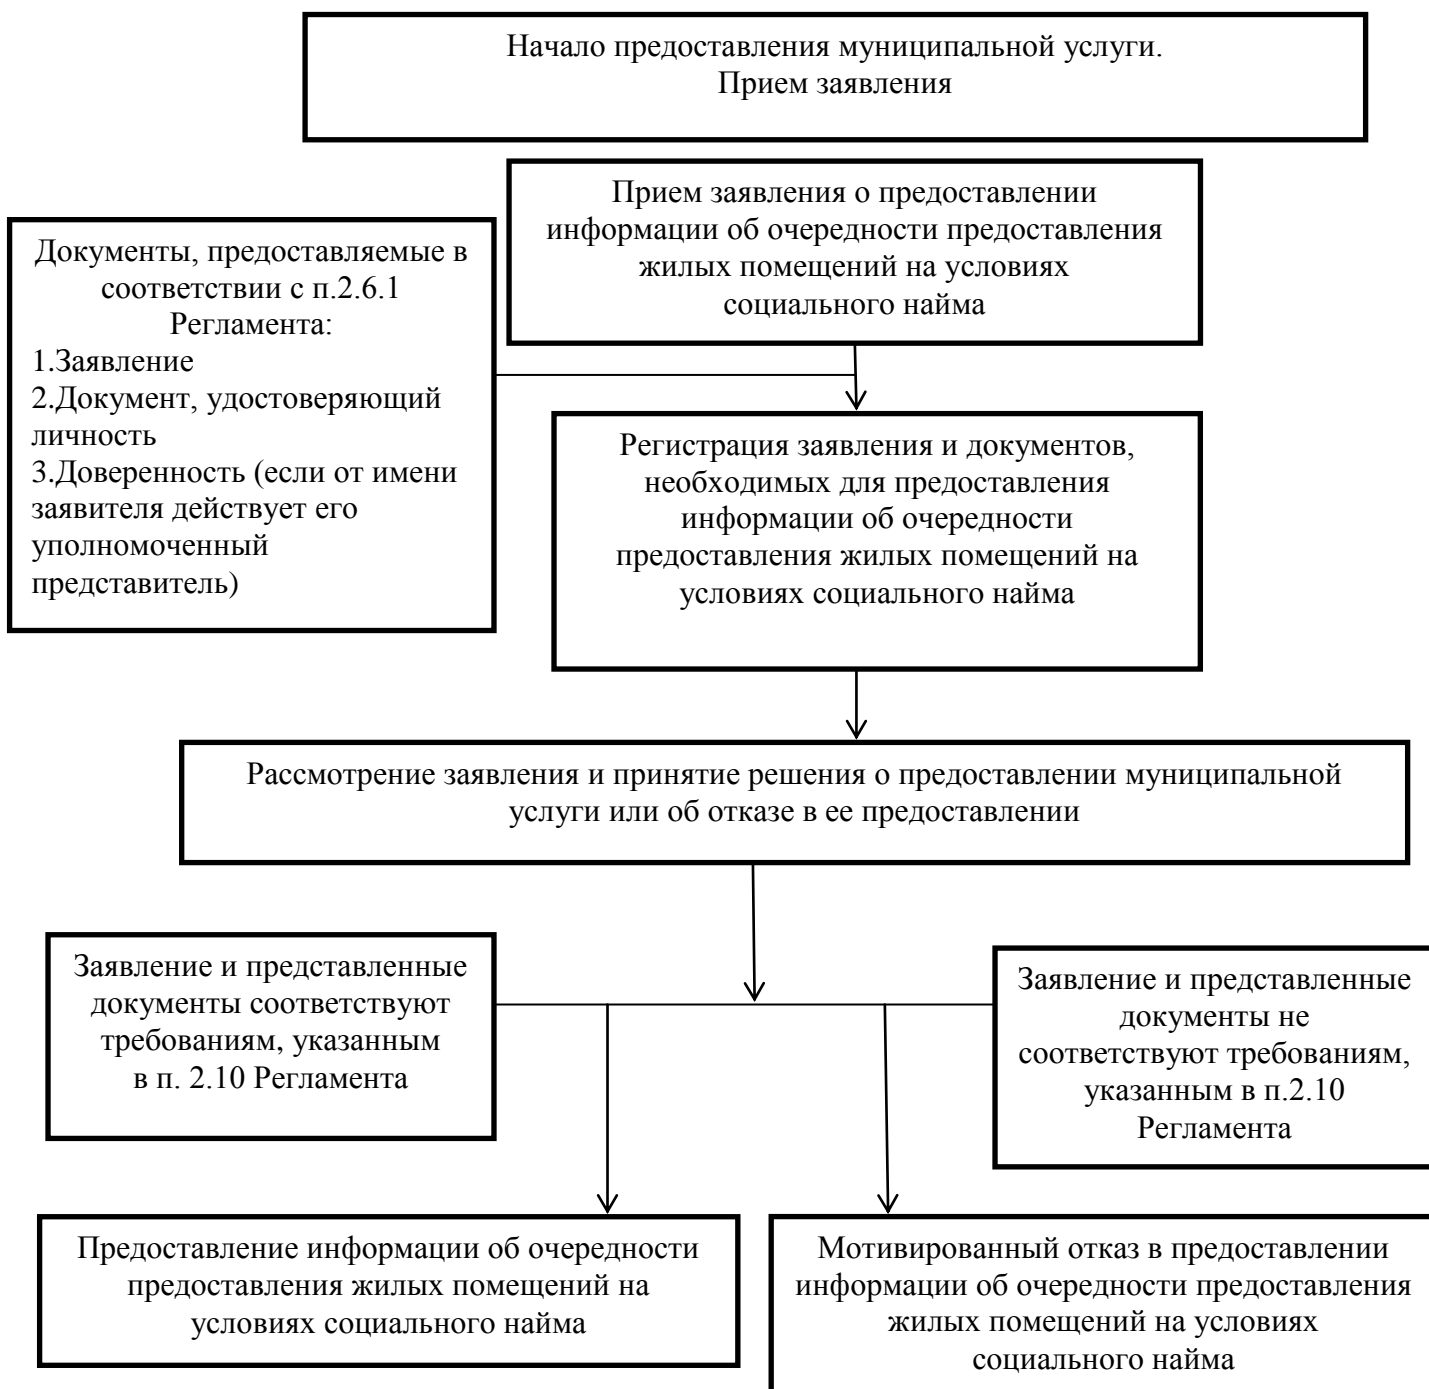 Начало предоставления муниципальной услуги.
Прием заявления
Прием заявления о предоставлении
информации об очередности предоставления
жилых помещений на условиях
социального найма
Документы, предоставляемые в
соответствии с п.2.6.1
Регламента:
1.Заявление
2.Документ, удостоверяющий
личность
3.Доверенность (если от имени
заявителя действует его
уполномоченный
представитель)
Регистрация заявления и документов,
необходимых для предоставления
информации об очередности
предоставления жилых помещений на
условиях социального найма
Рассмотрение заявления и принятие решения о предоставлении муниципальной
услуги или об отказе в ее предоставлении
Заявление и представленные
документы соответствуют
требованиям, указанным
в п. 2.10 Регламента
Заявление и представленные
документы не
соответствуют требованиям,
указанным в п.2.10
Регламента
Предоставление информации об очередности
предоставления жилых помещений на
условиях социального найма
Мотивированный отказ в предоставлении
информации об очередности предоставления
жилых помещений на условиях
социального найма